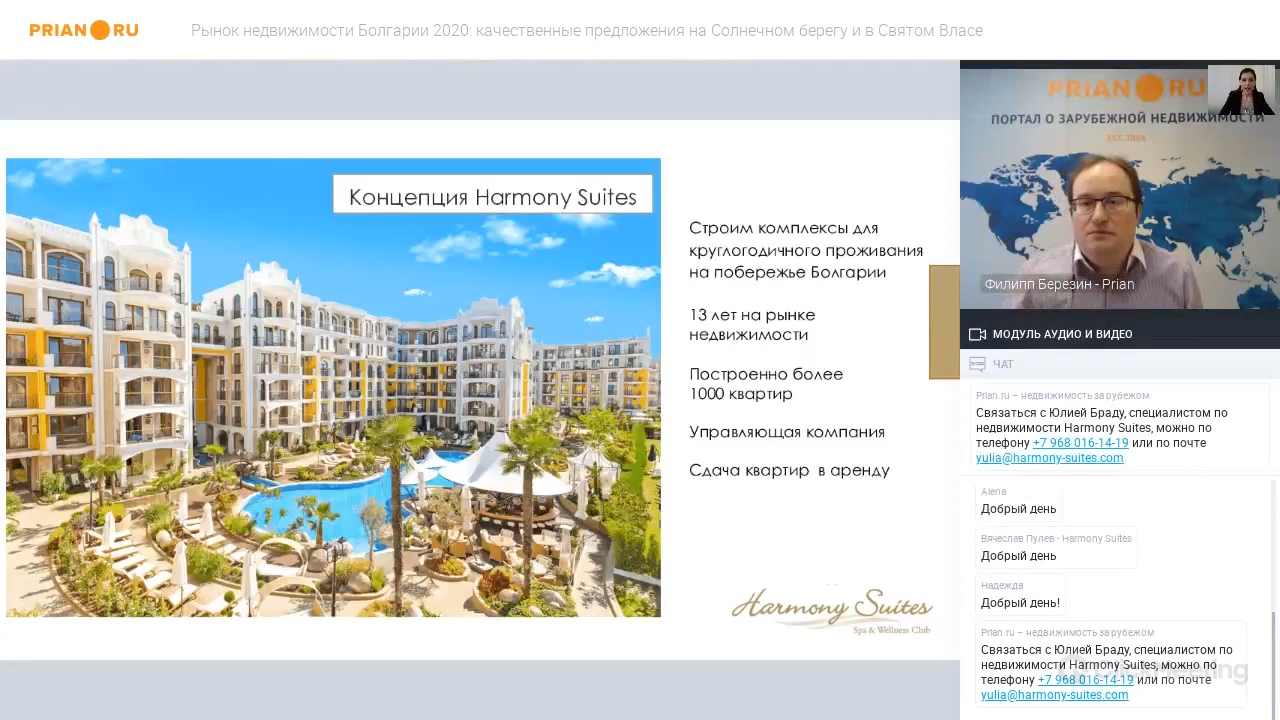 PRIAN RU
Рынок недвижимости Болгарии 2020: качественные предложения на Солнечном берегу и в Святом Власе
Концепция Harmony Suites
Строим комплексы для
круглогодичного проживания
на побережье Болгарии
13 лет на рынке
недвижимости
Построенно более
1000 квартир
Управляющая компания
Сдача квартир в аренду
Harmony Suites
Spa & Wellness Club
PRIAN RU
ПОРТАЛ О ЗАРУБЕЖНОЙ НЕДВИЖИМОСТИ
EST. 2006
Филипп Березин - Prian
МОДУЛЬ АУДИО И ВИДЕО
ЧАТ
Prian.ru – недвижимость за рубежом
Связаться с Юлией Браду, специалистом по
недвижимости Harmony Suites, можно по
телефону +7 968 016-14-19 или по почте
yulia@harmony-suites.com
Alena
Добрый день
Вячеслав Пулев - Harmony Suites
Добрый день
Надежда
Добрый день!
Prian.ru – недвижимость за рубежом
Связаться с Юлией Браду, специалистом по
недвижимости Harmony Suites, можно по
телефону +7 968 016-14-19 или по почте
yulia@harmony-suites.com